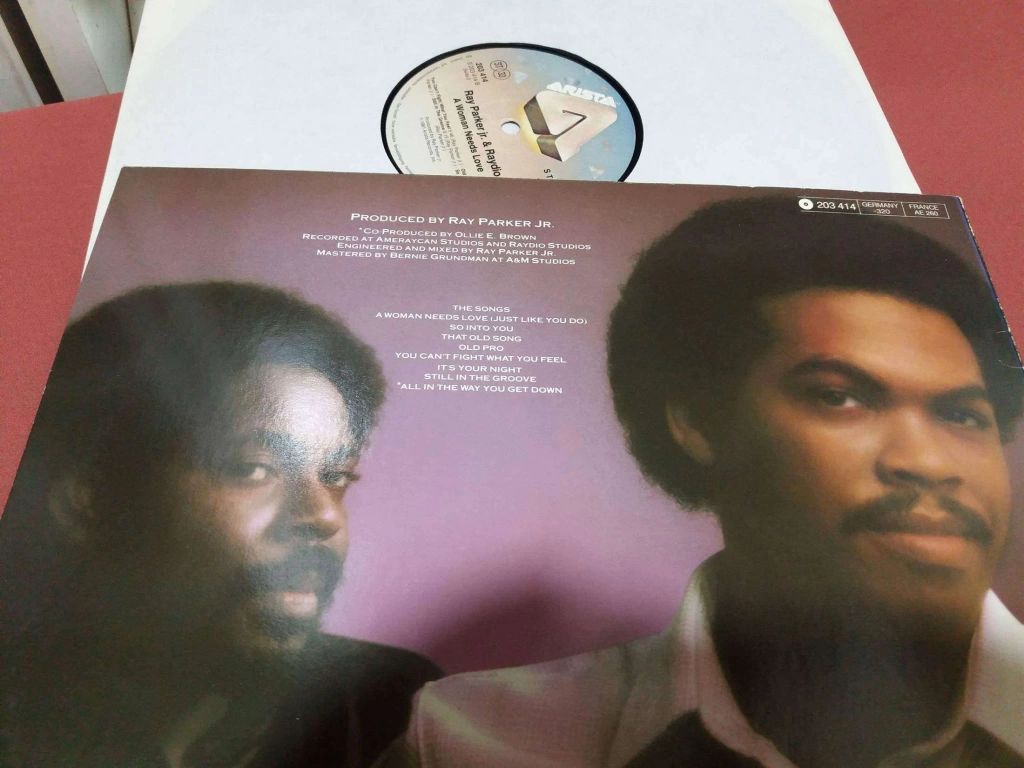 ARISTA
203 414
Ray Parker jr. & Raydio
A Woman Needs Love
203 414
GERMANY
-320
FRANCE
AE 260
PRODUCED BY RAY PARKER JR.
*CO-PRODUCED BY OLLIE E. BROWN
RECORDED AT AMERAYCAN STUDIOS AND RAYDIO STUDIOS
ENGINEERED AND MIXED BY RAY PARKER JR.
MASTERED BY BERNIE GRUNDMAN AT A&M STUDIOS
THE SONGS
A WOMAN NEEDS LOVE (JUST LIKE YOU DO)
SO INTO YOU
THAT OLD SONG
OLD PRO
YOU CAN'T FIGHT WHAT YOU FEEL
IT'S YOUR NIGHT
STILL IN THE GROOVE
*ALL IN THE WAY YOU GET DOWN